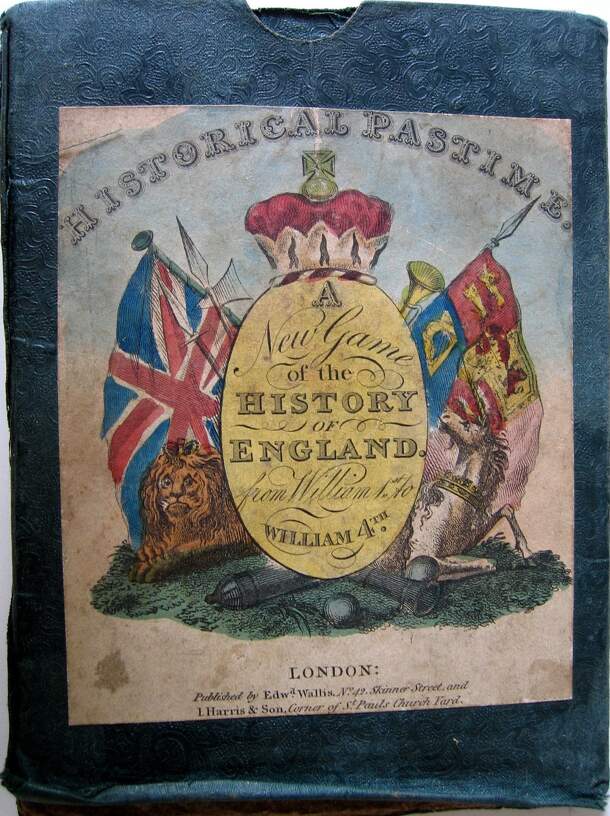 HISTORICAL PASTIME.
A
New Game
of the
HISTORY
OF
ENGLAND.
from William 1st to
WILLIAM 4TH.
LONDON:
Published by Edwd Wallis, No 42, Skinner Street, and
I. Harris & Son, Corner of St Pauls Church Yard.